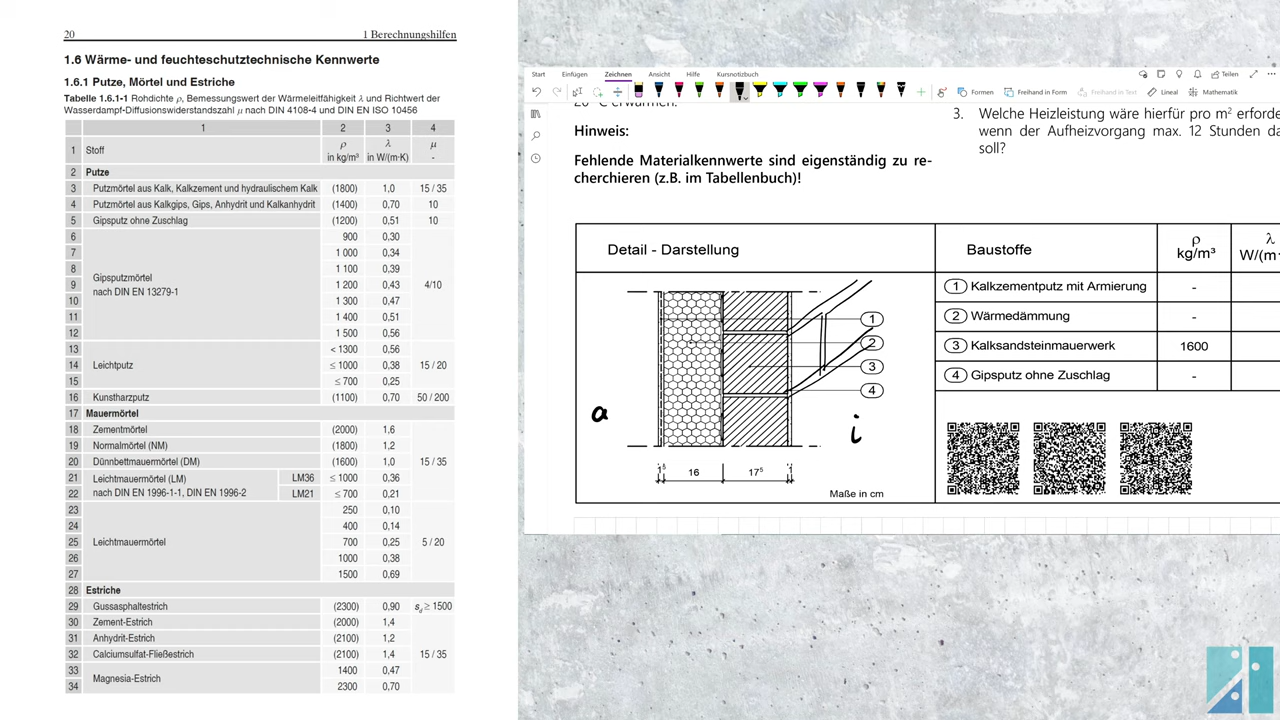 20 1 Berechnungshilfen
1.6 Wärme- und feuchteschutztechnische Kennwerte
1.6.1 Putze, Mörtel und Estriche
Tabelle 1.6.1-1 Rohdichte ρ, Bemessungswert der Wärmeleitfähigkeit λ und Richtwert der
Wasserdampf-Diffusionswiderstandszahl μ nach DIN 4108-4 und DIN EN ISO 10456
1 2 3 4
1 Stoff ρ in kg/m³ λ in W/(m·K) μ -
2 Putze
3 Putzmörtel aus Kalk, Kalkzement und hydraulischem Kalk (1800) 1,0 15 / 35
4 Putzmörtel aus Kalkgips, Gips, Anhydrit und Kalkanhydrit (1400) 0,70 10
5 Gipsputz ohne Zuschlag (1200) 0,51 10
6 900 0,30
7 1 000 0,34
8 1 100 0,39
Gipsputzmörtel
9 1 200 0,43 4/10
nach DIN EN 13279-1
10 1 300 0,47
11 1 400 0,51
12 1 500 0,56
13 < 1300 0,56
14 Leichtputz ≤ 1000 0,38 15 / 20
15 ≤ 700 0,25
16 Kunstharzputz (1100) 0,70 50 / 200
17 Mauermörtel
18 Zementmörtel (2000) 1,6
19 Normalmörtel (NM) (1800) 1,2
20 Dünnbettmauermörtel (DM) (1600) 1,0 15 / 35
21 Leichtmauermörtel (LM) LM36 ≤ 1000 0,36
22 nach DIN EN 1996-1-1, DIN EN 1996-2 LM21 ≤ 700 0,21
23 250 0,10
24 400 0,14
25 Leichtmauermörtel 700 0,25 5 / 20
26 1000 0,38
27 1500 0,69
28 Estriche
29 Gussasphaltestrich (2300) 0,90 sd ≥ 1500
30 Zement-Estrich (2000) 1,4
31 Anhydrit-Estrich (2100) 1,2
32 Calciumsulfat-Fließestrich (2100) 1,4 15 / 35
33 1400 0,47
Magnesia-Estrich
34 2300 0,70
Start Einfügen Zeichnen Ansicht Hilfe Kursnotizbuch Teilen
Formen Freihand in Form Freihand in Text Lineal Mathematik
20 °C erwärmen.
Hinweis:
Fehlende Materialkennwerte sind eigenständig zu re-
cherchieren (z.B. im Tabellenbuch)!
3. Welche Heizleistung wäre hierfür pro m² erforde
wenn der Aufheizvorgang max. 12 Stunden da
soll?
Detail - Darstellung
Baustoffe ρ kg/m³ λ W/(m·
1 Kalkzementputz mit Armierung -
2 Wärmedämmung -
3 Kalksandsteinmauerwerk 1600
4 Gipsputz ohne Zuschlag -
1
2
3
4
a i
16 17⁵
Maße in cm